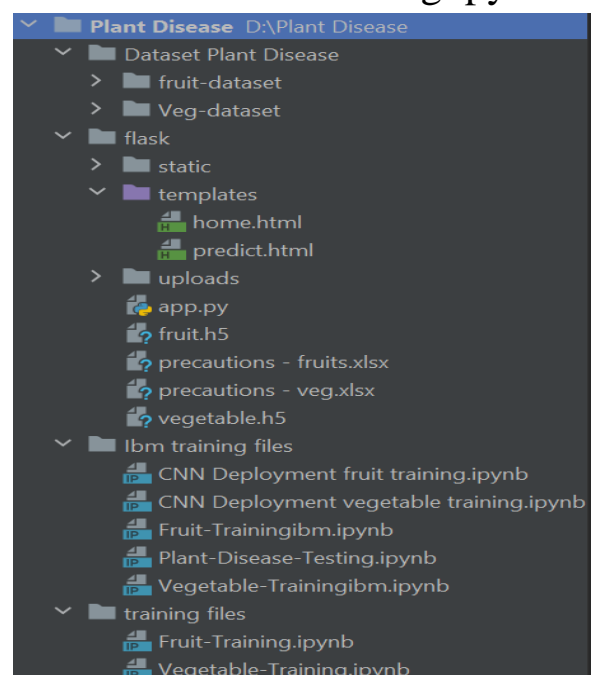 Plant Disease D:\Plant Disease
Dataset Plant Disease
fruit-dataset
Veg-dataset
flask
static
templates
home.html
predict.html
uploads
app.py
fruit.h5
precautions - fruits.xlsx
precautions - veg.xlsx
vegetable.h5
Ibm training files
CNN Deployment fruit training.ipynb
CNN Deployment vegetable training.ipynb
Fruit-Trainingibm.ipynb
Plant-Disease-Testing.ipynb
Vegetable-Trainingibm.ipynb
training files
Fruit-Training.ipynb
Vegetable-Training.ipynb